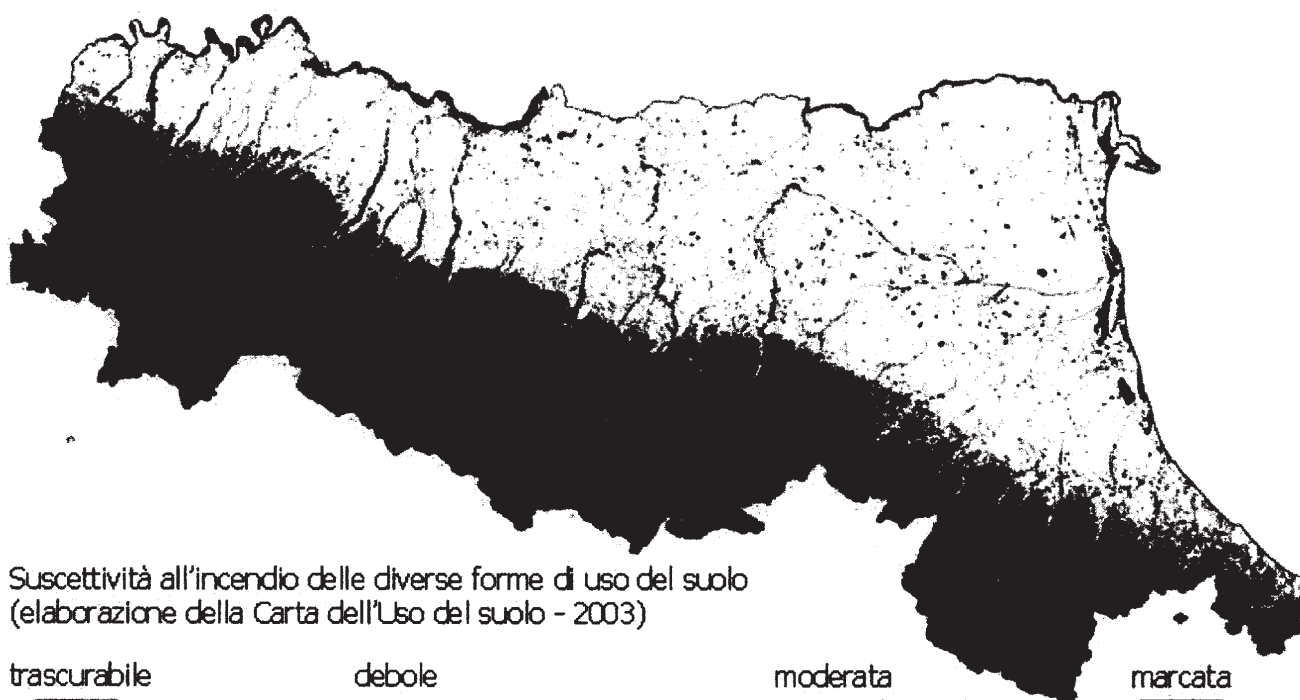 Suscettività all'incendio delle diverse forme di uso del suolo
(elaborazione della Carta dell'Uso del suolo - 2003)
trascurabile debole moderata marcata